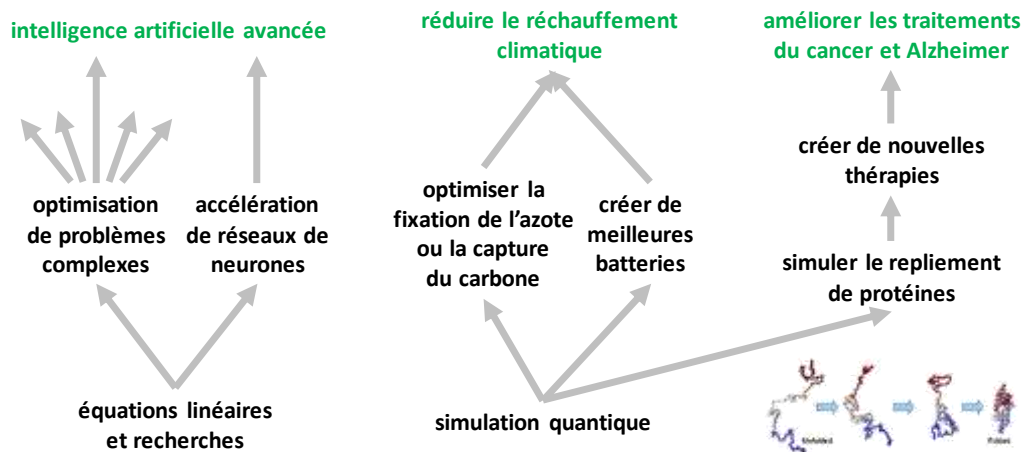 intelligence artificielle avancée
réduire le réchauffement
climatique
améliorer les traitements
du cancer et Alzheimer
créer de nouvelles
thérapies
optimisation
de problèmes
complexes
accélération
de réseaux de
neurones
optimiser la
fixation de l’azote
ou la capture
du carbone
créer de
meilleures
batteries
simuler le repliement
de protéines
équations linéaires
et recherches
simulation quantique
Unfolded
Folded